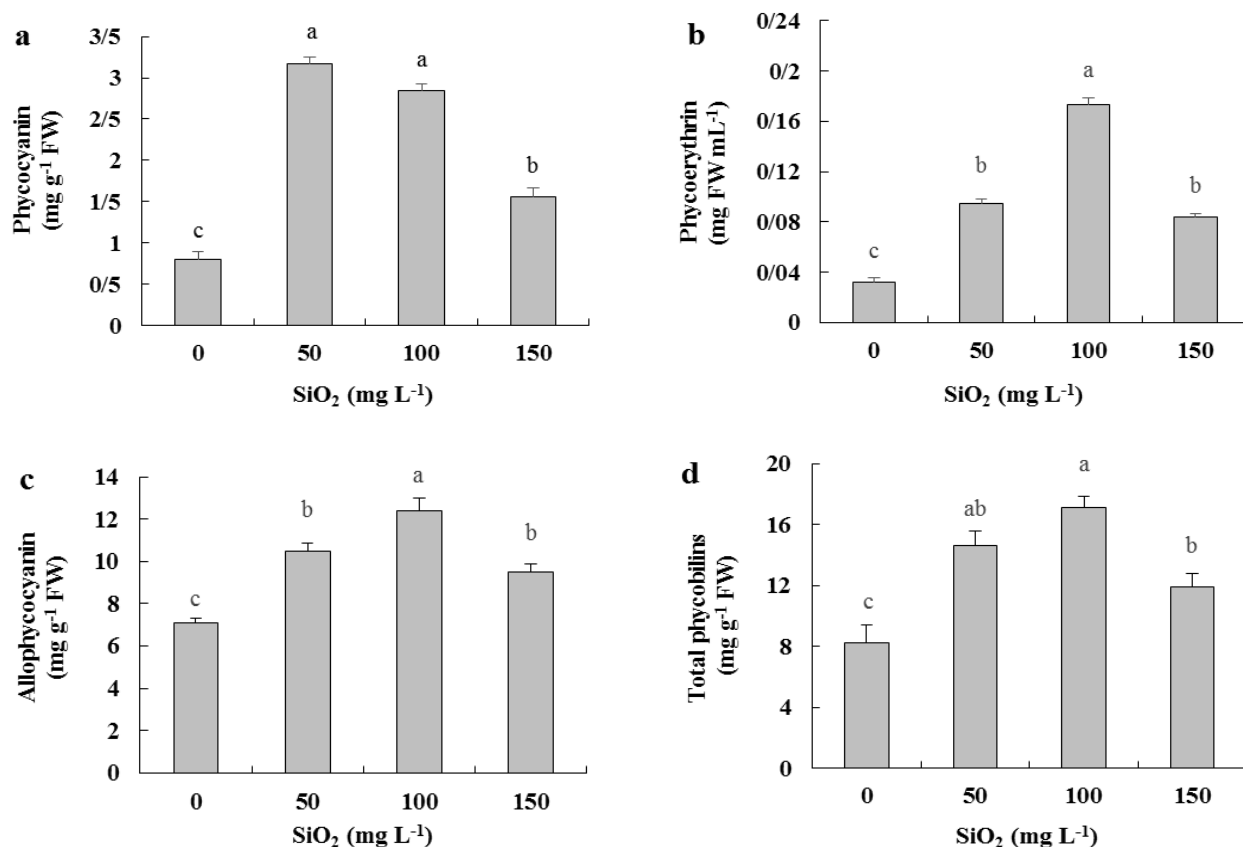 a
Phycocyanin
(mg g⁻¹ FW)
3/5
3
2/5
2
1/5
1
0/5
0
c
a
a
b
0 50 100 150
SiO₂ (mg L⁻¹)
b
Phycoerythrin
(mg FW mL⁻¹)
0/24
0/2
0/16
0/12
0/08
0/04
0
c
b
a
b
0 50 100 150
SiO₂ (mg L⁻¹)
c
Allophycocyanin
(mg g⁻¹ FW)
14
12
10
8
6
4
2
0
c
b
a
b
0 50 100 150
SiO₂ (mg L⁻¹)
d
Total phycobilins
(mg g⁻¹ FW)
20
16
12
8
4
0
c
ab
a
b
0 50 100 150
SiO₂ (mg L⁻¹)